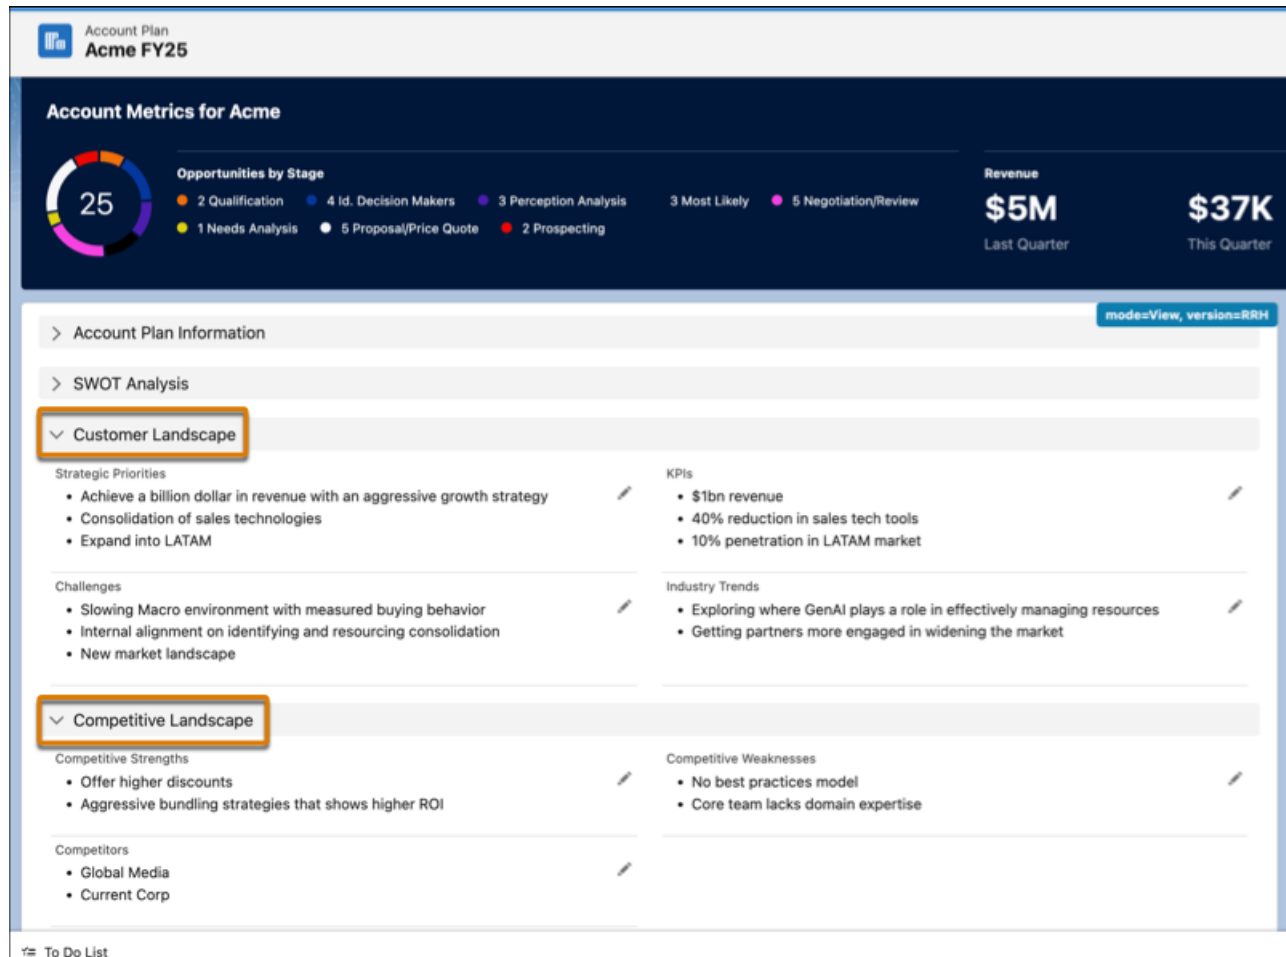 Account Plan
Acme FY25
Account Metrics for Acme
25
Opportunities by Stage
2 Qualification 4 Id. Decision Makers 3 Perception Analysis 3 Most Likely 5 Negotiation/Review
1 Needs Analysis 5 Proposal/Price Quote 2 Prospecting
Revenue
$5M $37K
Last Quarter This Quarter
mode=View, version=RRH
Account Plan Information
SWOT Analysis
Customer Landscape
Strategic Priorities
• Achieve a billion dollar in revenue with an aggressive growth strategy
• Consolidation of sales technologies
• Expand into LATAM
KPIs
• $1bn revenue
• 40% reduction in sales tech tools
• 10% penetration in LATAM market
Challenges
• Slowing Macro environment with measured buying behavior
• Internal alignment on identifying and resourcing consolidation
• New market landscape
Industry Trends
• Exploring where GenAI plays a role in effectively managing resources
• Getting partners more engaged in widening the market
Competitive Landscape
Competitive Strengths
• Offer higher discounts
• Aggressive bundling strategies that shows higher ROI
Competitive Weaknesses
• No best practices model
• Core team lacks domain expertise
Competitors
• Global Media
• Current Corp
To Do List